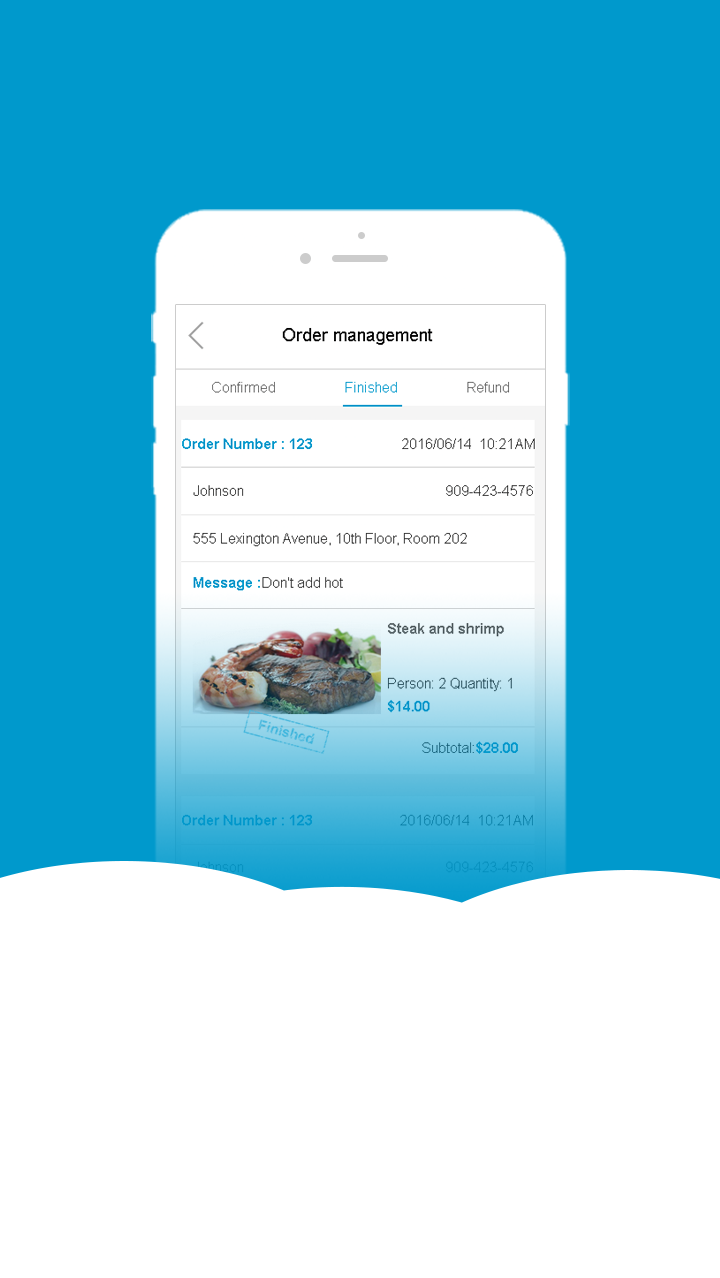 Order management
Confirmed Finished Refund
Order Number : 123 2016/06/14 10:21AM
Johnson 909-423-4576
555 Lexington Avenue, 10th Floor, Room 202
Message :Don't add hot
Steak and shrimp
Person: 2 Quantity: 1
$14.00
Finished
Subtotal:$28.00
Order Number : 123 2016/06/14 10:21AM
Johnson 909-423-4576